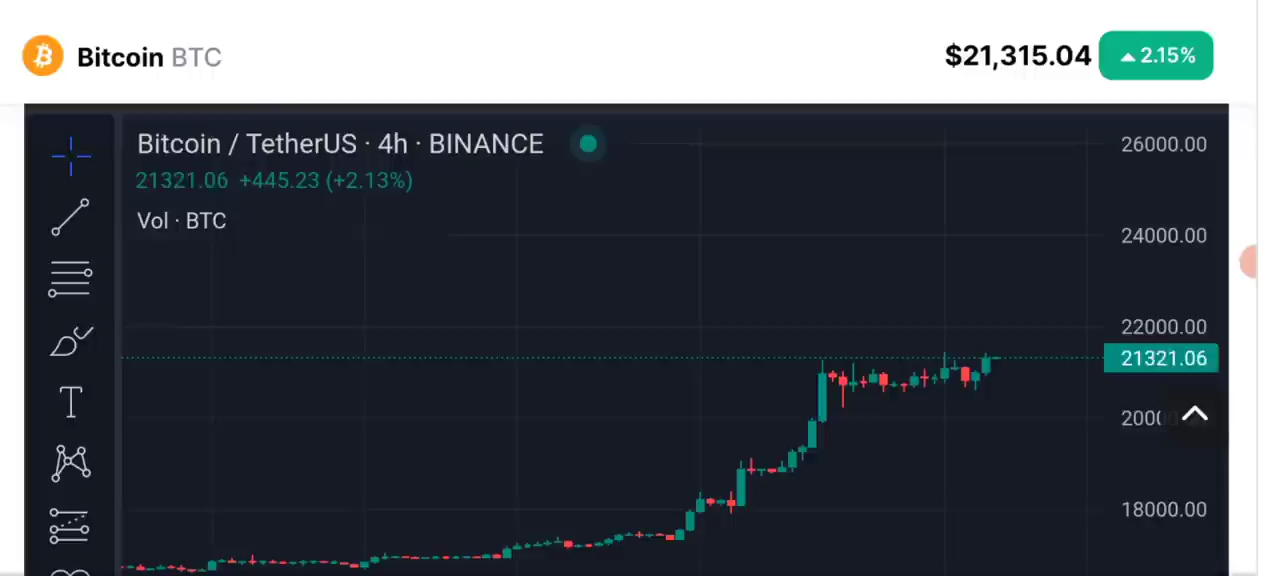 Bitcoin BTC
$21,315.04 ▲ 2.15%
Bitcoin / TetherUS · 4h · BINANCE
21321.06 +445.23 (+2.13%)
Vol · BTC
26000.00
24000.00
22000.00
21321.06
18000.00